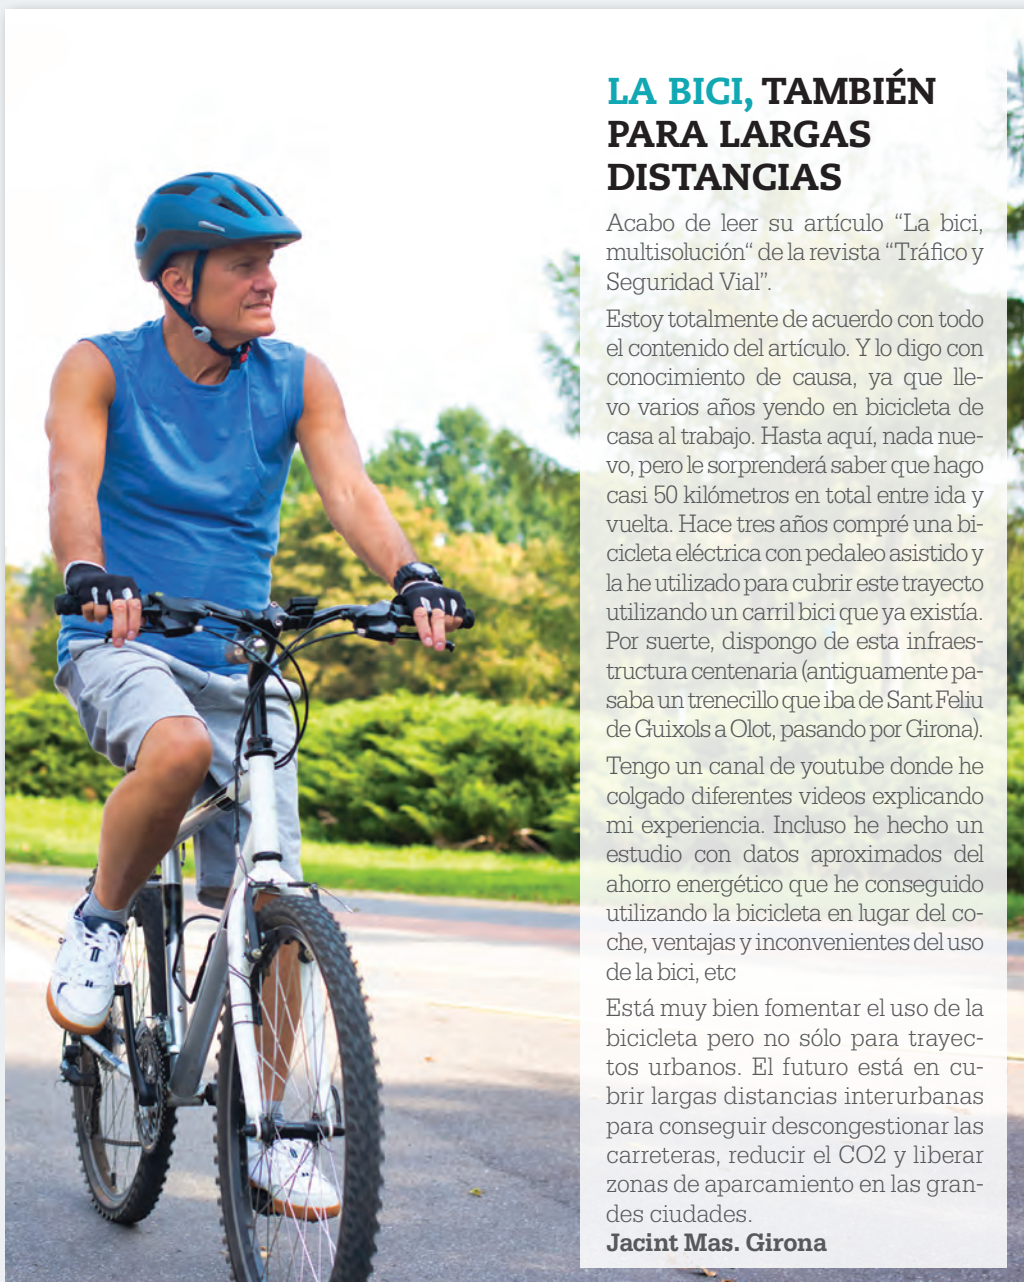 LA BICI, TAMBIÉN
PARA LARGAS
DISTANCIAS
Acabo de leer su artículo “La bici,
multisolución“ de la revista “Tráfico y
Seguridad Vial”.
Estoy totalmente de acuerdo con todo
el contenido del artículo. Y lo digo con
conocimiento de causa, ya que lle-
vo varios años yendo en bicicleta de
casa al trabajo. Hasta aquí, nada nue-
vo, pero le sorprenderá saber que hago
casi 50 kilómetros en total entre ida y
vuelta. Hace tres años compré una bi-
cicleta eléctrica con pedaleo asistido y
la he utilizado para cubrir este trayecto
utilizando un carril bici que ya existía.
Por suerte, dispongo de esta infraes-
tructura centenaria (antiguamente pa-
saba un trenecillo que iba de Sant Feliu
de Guixols a Olot, pasando por Girona).
Tengo un canal de youtube donde he
colgado diferentes videos explicando
mi experiencia. Incluso he hecho un
estudio con datos aproximados del
ahorro energético que he conseguido
utilizando la bicicleta en lugar del co-
che, ventajas y inconvenientes del uso
de la bici, etc
Está muy bien fomentar el uso de la
bicicleta pero no sólo para trayec-
tos urbanos. El futuro está en cu-
brir largas distancias interurbanas
para conseguir descongestionar las
carreteras, reducir el CO2 y liberar
zonas de aparcamiento en las gran-
des ciudades.
Jacint Mas. Girona